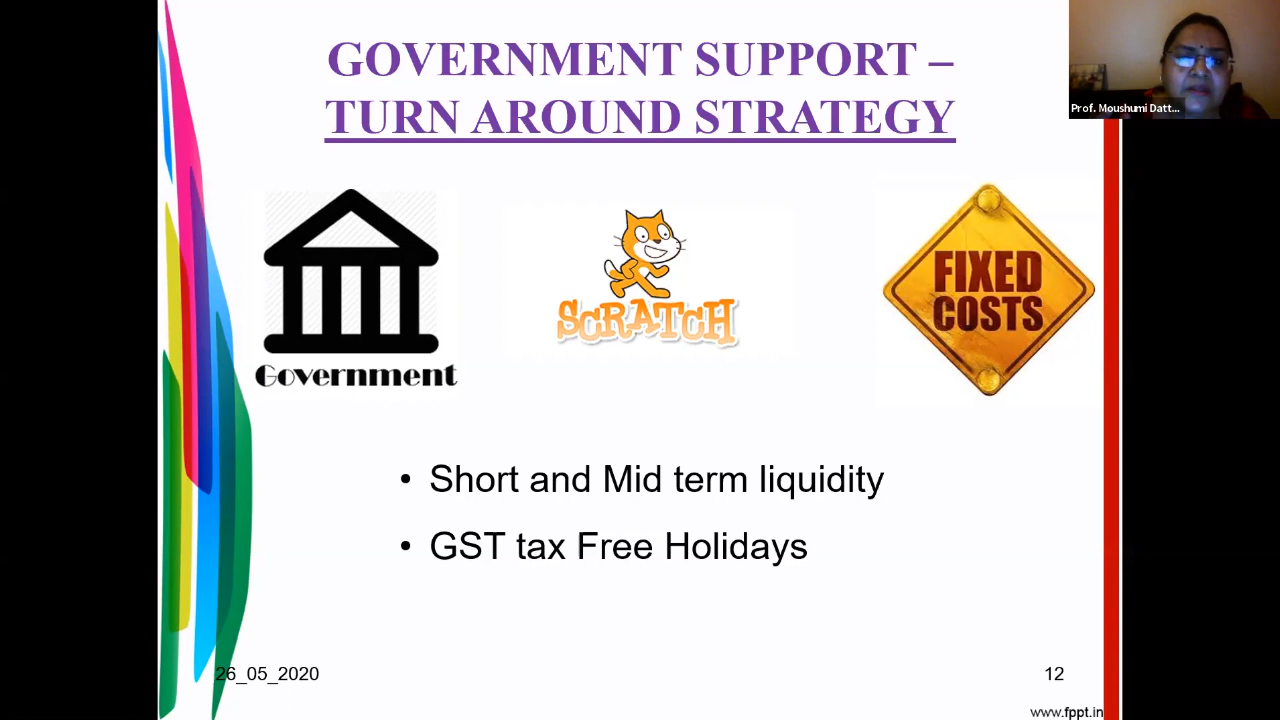 GOVERNMENT SUPPORT –
TURN AROUND STRATEGY
Prof. Moushumi Datt...
Government
SCRATCH
FIXED
COSTS
• Short and Mid term liquidity
• GST tax Free Holidays
26_05_2020
12
www.fppt.in